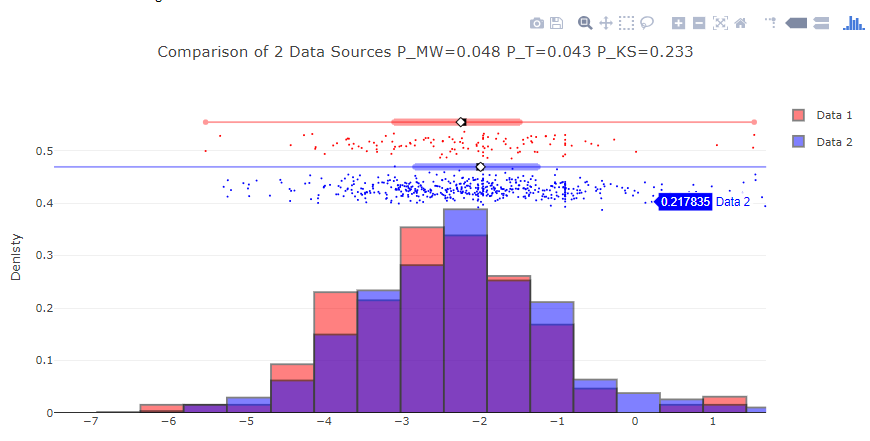 Comparison of 2 Data Sources P_MW=0.048 P_T=0.043 P_KS=0.233
Data 1
Data 2
0.5
0.4
0.3
0.2
0.1
0
Denisty
0.217835 Data 2
−7 −6 −5 −4 −3 −2 −1 0 1